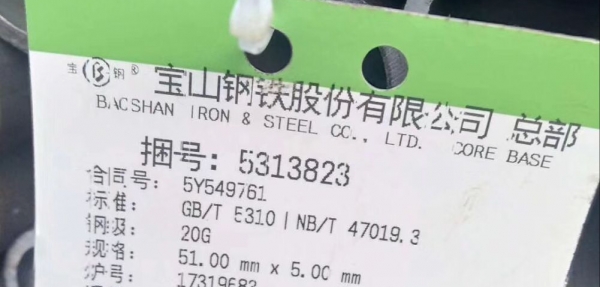 宝 钢 ®
宝山钢铁股份有限公司 总部
BAOSHAN IRON & STEEL CO., LTD. CORE BASE
捆号: 5313823
合同号: 5Y549761
标准: GB/T 5310|NB/T 47019.3
钢级: 20G
规格: 51.00 mm x 5.00 mm
炉号: